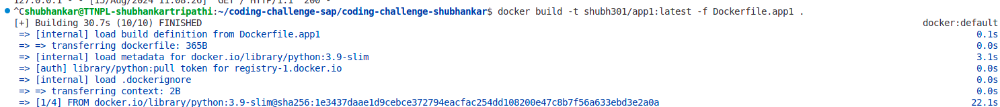 127.0.0.1 - - [15/Aug/2024 11:08:26] "GET / HTTP/1.1" 200 -
^Cshubhankar@TTNPL-shubhankartripathi:~/coding-challenge-sap/coding-challenge-shubhankar$ docker build -t shubh301/app1:latest -f Dockerfile.app1 .
[+] Building 30.7s (10/10) FINISHED docker:default
=> [internal] load build definition from Dockerfile.app1 0.1s
=> => transferring dockerfile: 365B 0.0s
=> [internal] load metadata for docker.io/library/python:3.9-slim 3.1s
=> [auth] library/python:pull token for registry-1.docker.io 0.0s
=> [internal] load .dockerignore 0.0s
=> => transferring context: 2B 0.0s
=> [1/4] FROM docker.io/library/python:3.9-slim@sha256:1e3437daae1d9cebce372794eacfac254dd108200e47c8b7f56a633ebd3e2a0a 22.1s